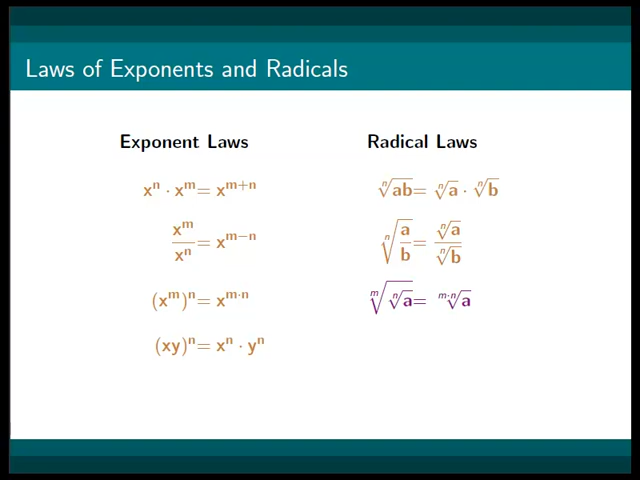 Laws of Exponents and Radicals
Exponent Laws
xⁿ · xᵐ = xᵐ⁺ⁿ
xᵐ/xⁿ = xᵐ⁻ⁿ
(xᵐ)ⁿ = xᵐ·ⁿ
(xy)ⁿ = xⁿ · yⁿ
Radical Laws
ⁿ√(ab) = ⁿ√a · ⁿ√b
ⁿ√(a/b) = ⁿ√a / ⁿ√b
ᵐ√(ⁿ√a) = ᵐ·ⁿ√a